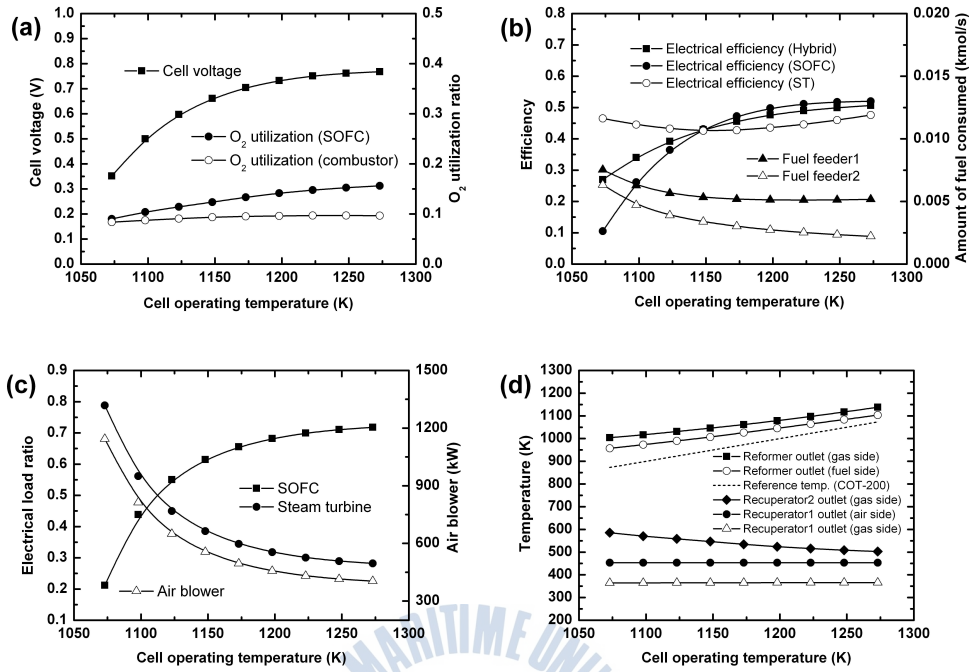 (a)
Cell voltage (V)
1.0
0.9
0.8
0.7
0.6
0.5
0.4
0.3
0.2
0.1
0.0
Cell voltage
O2 utilization (SOFC)
O2 utilization (combustor)
0.5
0.4
0.3
0.2
0.1
0.0
O2 utilization ratio
1050 1100 1150 1200 1250 1300
Cell operating temperature (K)
(b)
Efficiency
0.8
0.7
0.6
0.5
0.4
0.3
0.2
0.1
0.0
Electrical efficiency (Hybrid)
Electrical efficiency (SOFC)
Electrical efficiency (ST)
Fuel feeder1
Fuel feeder2
0.020
0.015
0.010
0.005
0.000
Amount of fuel consumed (kmol/s)
1050 1100 1150 1200 1250 1300
Cell operating temperature (K)
(c)
Electrical load ratio
0.9
0.8
0.7
0.6
0.5
0.4
0.3
0.2
0.1
SOFC
Steam turbine
Air blower
1500
1200
900
600
300
Air blower (kW)
1050 1100 1150 1200 1250 1300
Cell operating temperature (K)
(d)
Temperature (K)
1300
1200
1100
1000
900
800
700
600
500
400
300
200
Reformer outlet (gas side)
Reformer outlet (fuel side)
Reference temp. (COT-200)
Recuperator2 outlet (gas side)
Recuperator1 outlet (air side)
Recuperator1 outlet (gas side)
1050 1100 1150 1200 1250 1300
Cell operating temperature (K)
MARITIME UNI